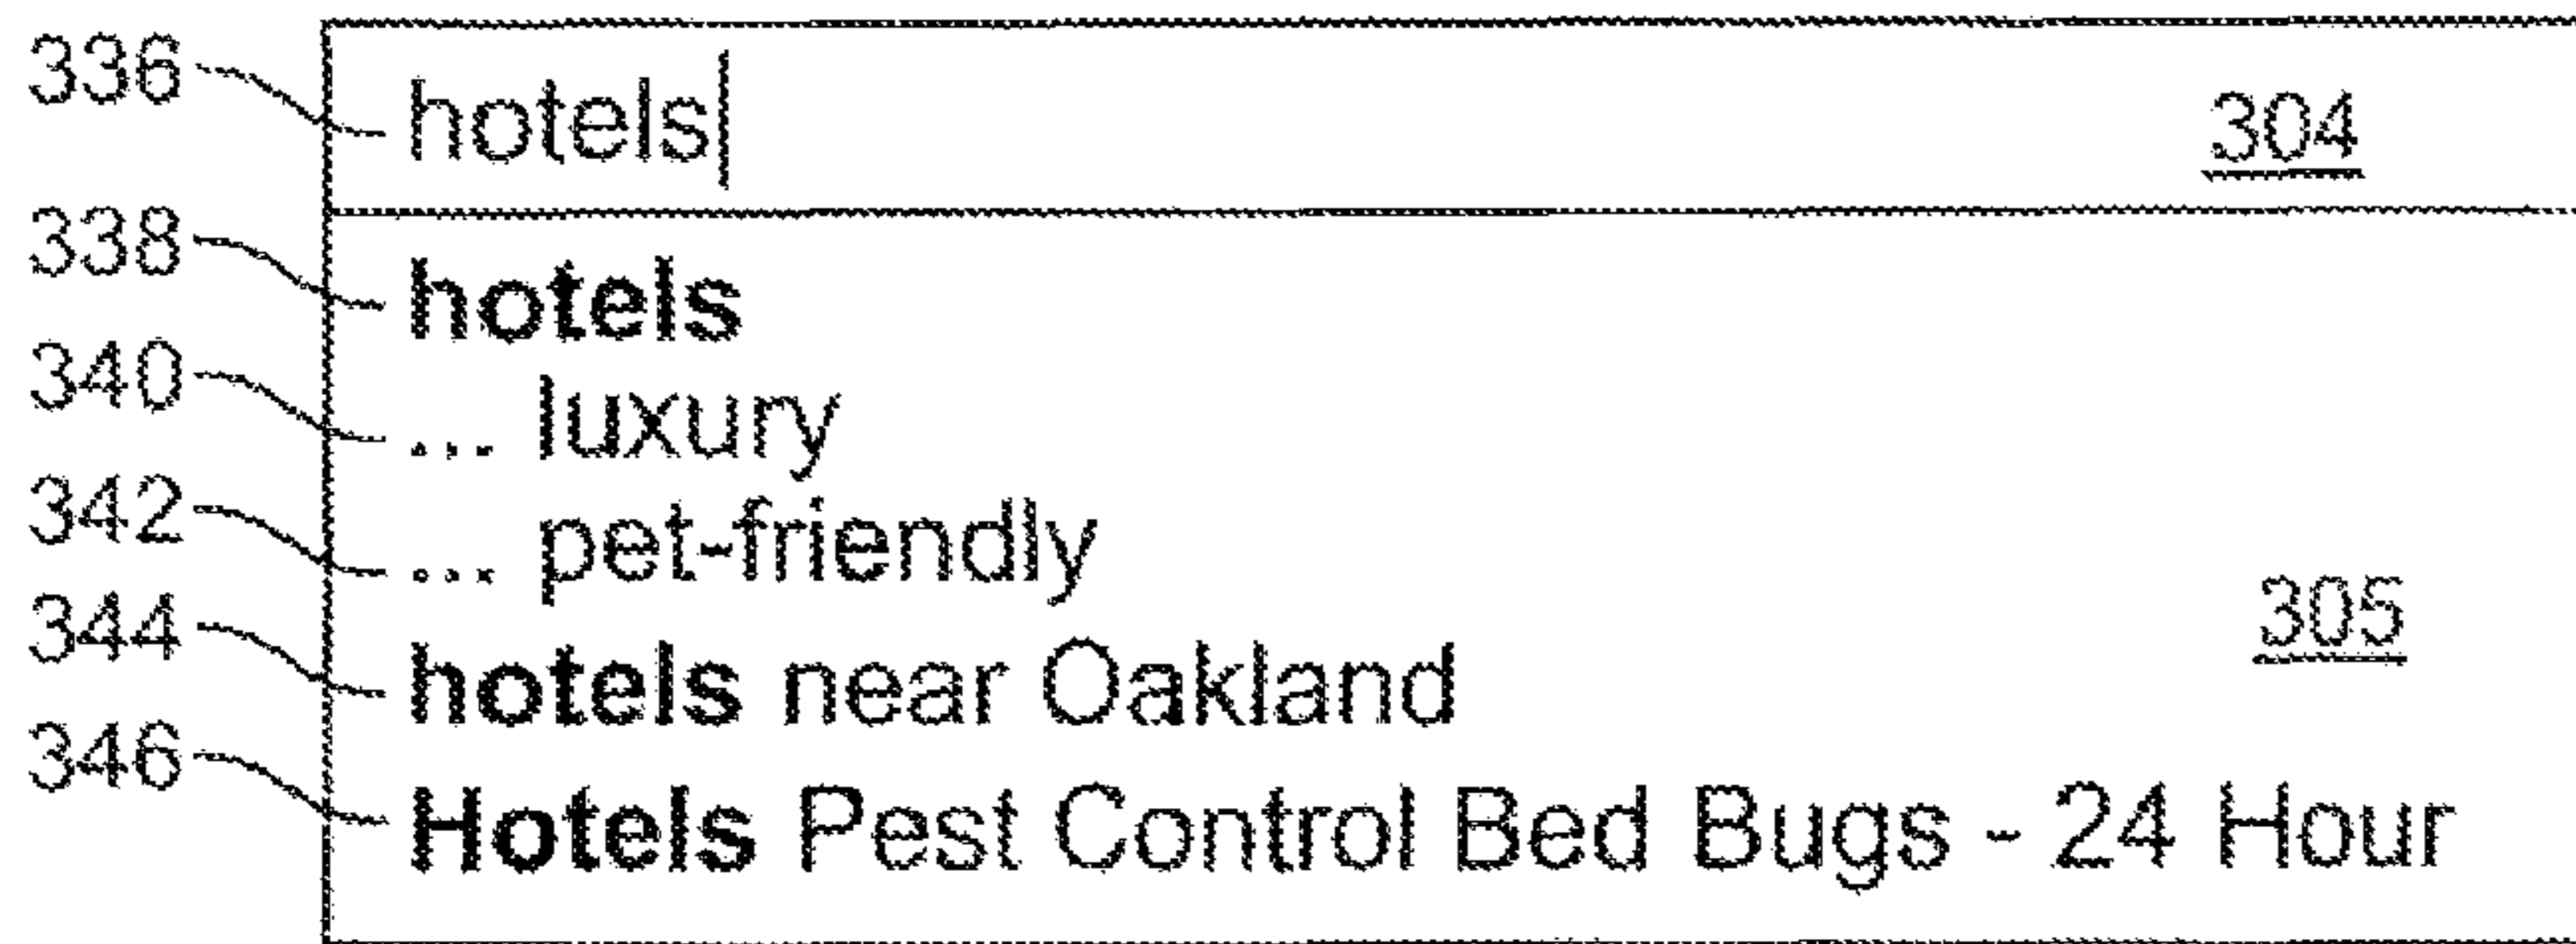 336 hotels 304
338 hotels
340 ... luxury
342 ... pet-friendly
305
344 hotels near Oakland
346 Hotels Pest Control Bed Bugs - 24 Hour